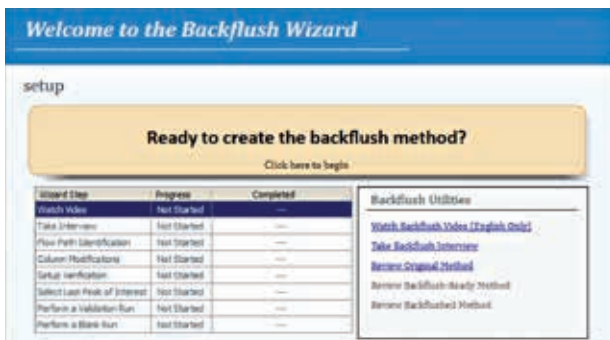 Welcome to the Backflush Wizard
setup
Ready to create the backflush method?
Click here to begin
Wizard Step Progress Completed
Watch Video Not Started ---
Take Interview Not Started ---
Flow Path Identification Not Started ---
Column Modifications Not Started ---
Setup Verification Not Started ---
Select Last Peak of Interest Not Started ---
Perform a Validation Run Not Started ---
Perform a Blank Run Not Started ---
Backflush Utilities
Watch Backflush Video (English Only)
Take Backflush Interview
Review Original Method
Review Backflush-Ready Method
Review Backflushed Method